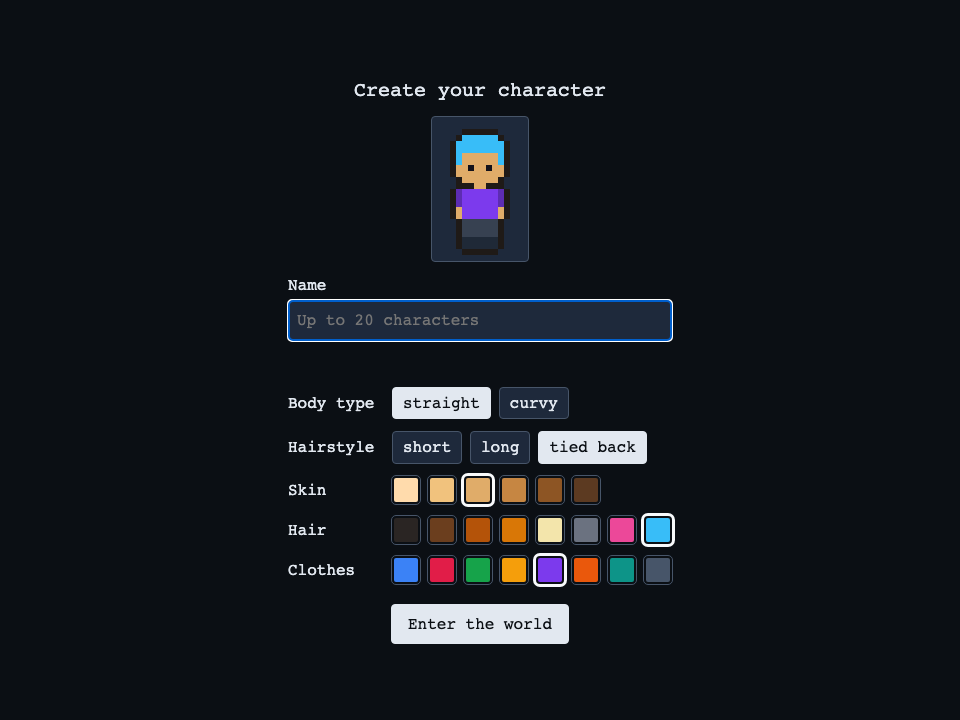 Create your character
Name
Up to 20 characters
Body type straight curvy
Hairstyle short long tied back
Skin
Hair
Clothes
Enter the world